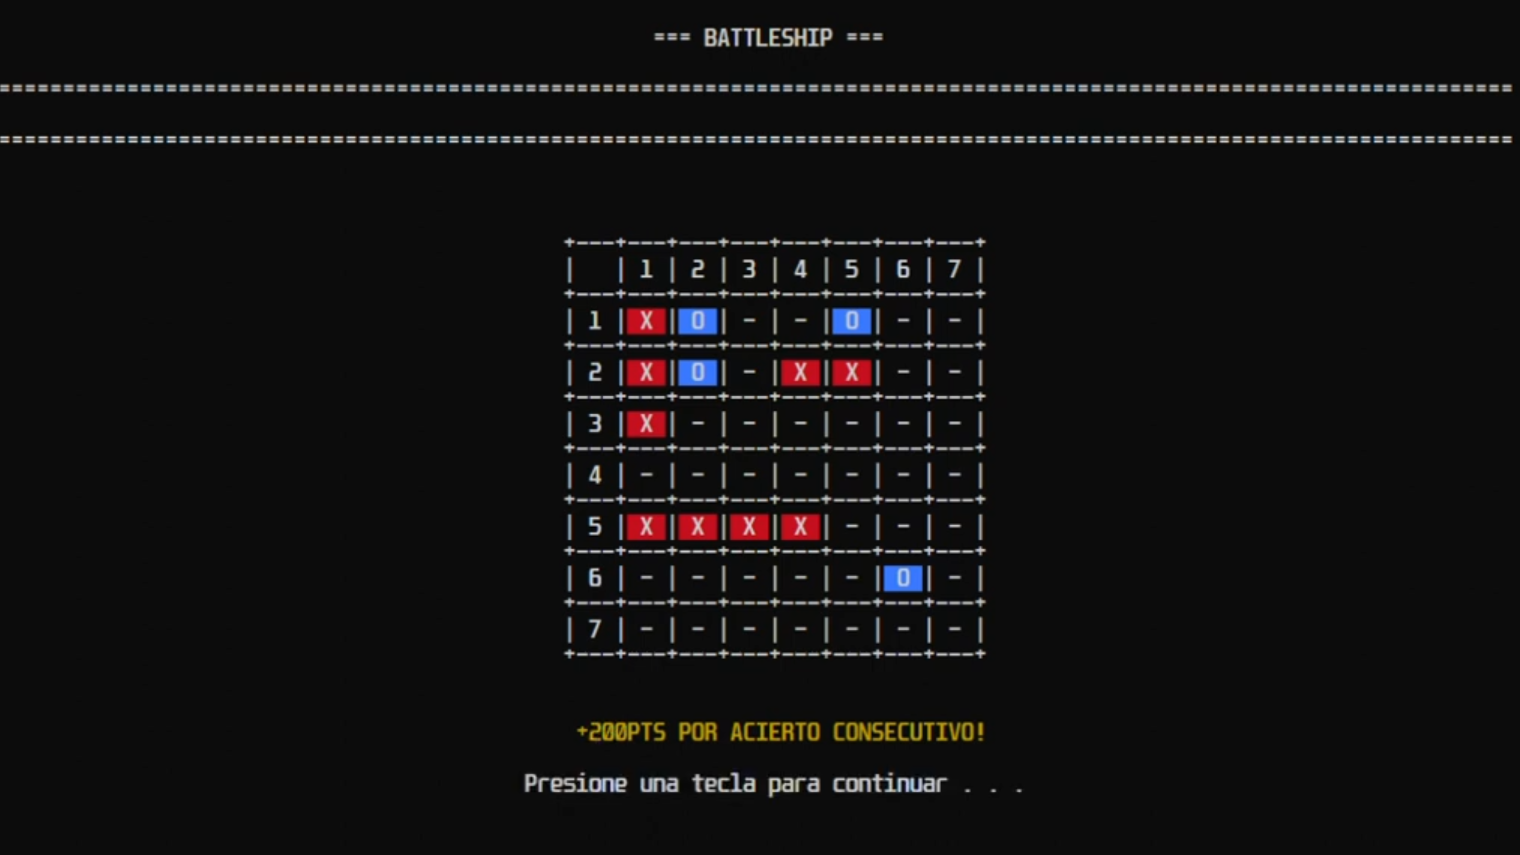 === BATTLESHIP ===
======================================================================================================================
======================================================================================================================
+---+---+---+---+---+---+---+---+
|   | 1 | 2 | 3 | 4 | 5 | 6 | 7 |
+---+---+---+---+---+---+---+---+
| 1 | X | O | - | - | O | - | - |
+---+---+---+---+---+---+---+---+
| 2 | X | O | - | X | X | - | - |
+---+---+---+---+---+---+---+---+
| 3 | X | - | - | - | - | - | - |
+---+---+---+---+---+---+---+---+
| 4 | - | - | - | - | - | - | - |
+---+---+---+---+---+---+---+---+
| 5 | X | X | X | X | - | - | - |
+---+---+---+---+---+---+---+---+
| 6 | - | - | - | - | - | O | - |
+---+---+---+---+---+---+---+---+
| 7 | - | - | - | - | - | - | - |
+---+---+---+---+---+---+---+---+
+200PTS POR ACIERTO CONSECUTIVO!
Presione una tecla para continuar . . .